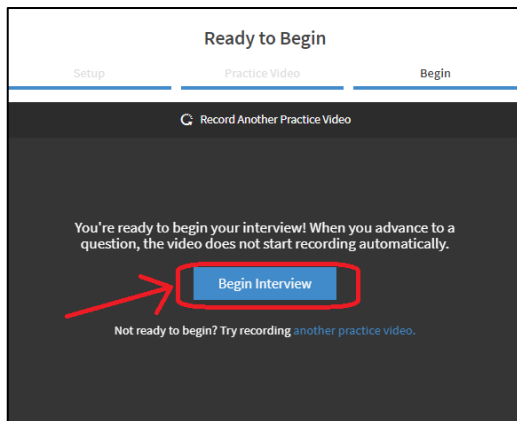 Ready to Begin
Setup
Practice Video
Begin
Record Another Practice Video
You're ready to begin your interview! When you advance to a
question, the video does not start recording automatically.
Begin Interview
Not ready to begin? Try recording another practice video.